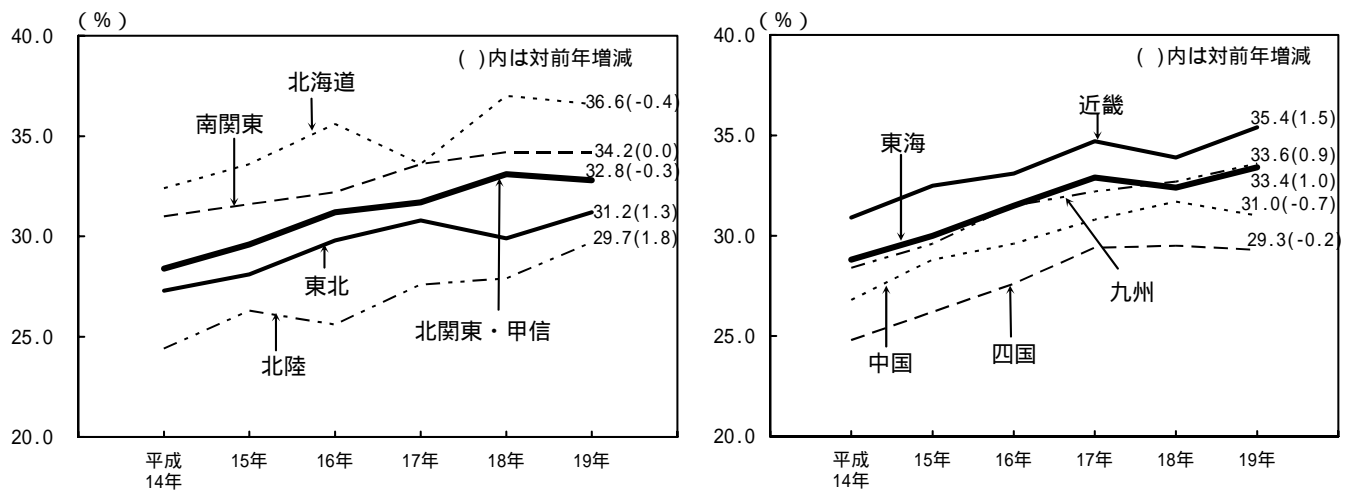 (%)
40.0
35.0
30.0
25.0
20.0
( )内は対前年増減
北海道
南関東
36.6(-0.4)
34.2(0.0)
32.8(-0.3)
31.2(1.3)
29.7(1.8)
東北
北関東・甲信
北陸
平成
14年
15年
16年
17年
18年
19年
(%)
40.0
35.0
30.0
25.0
20.0
( )内は対前年増減
近畿
東海
35.4(1.5)
33.6(0.9)
33.4(1.0)
31.0(-0.7)
29.3(-0.2)
九州
四国
中国
平成
14年
15年
16年
17年
18年
19年